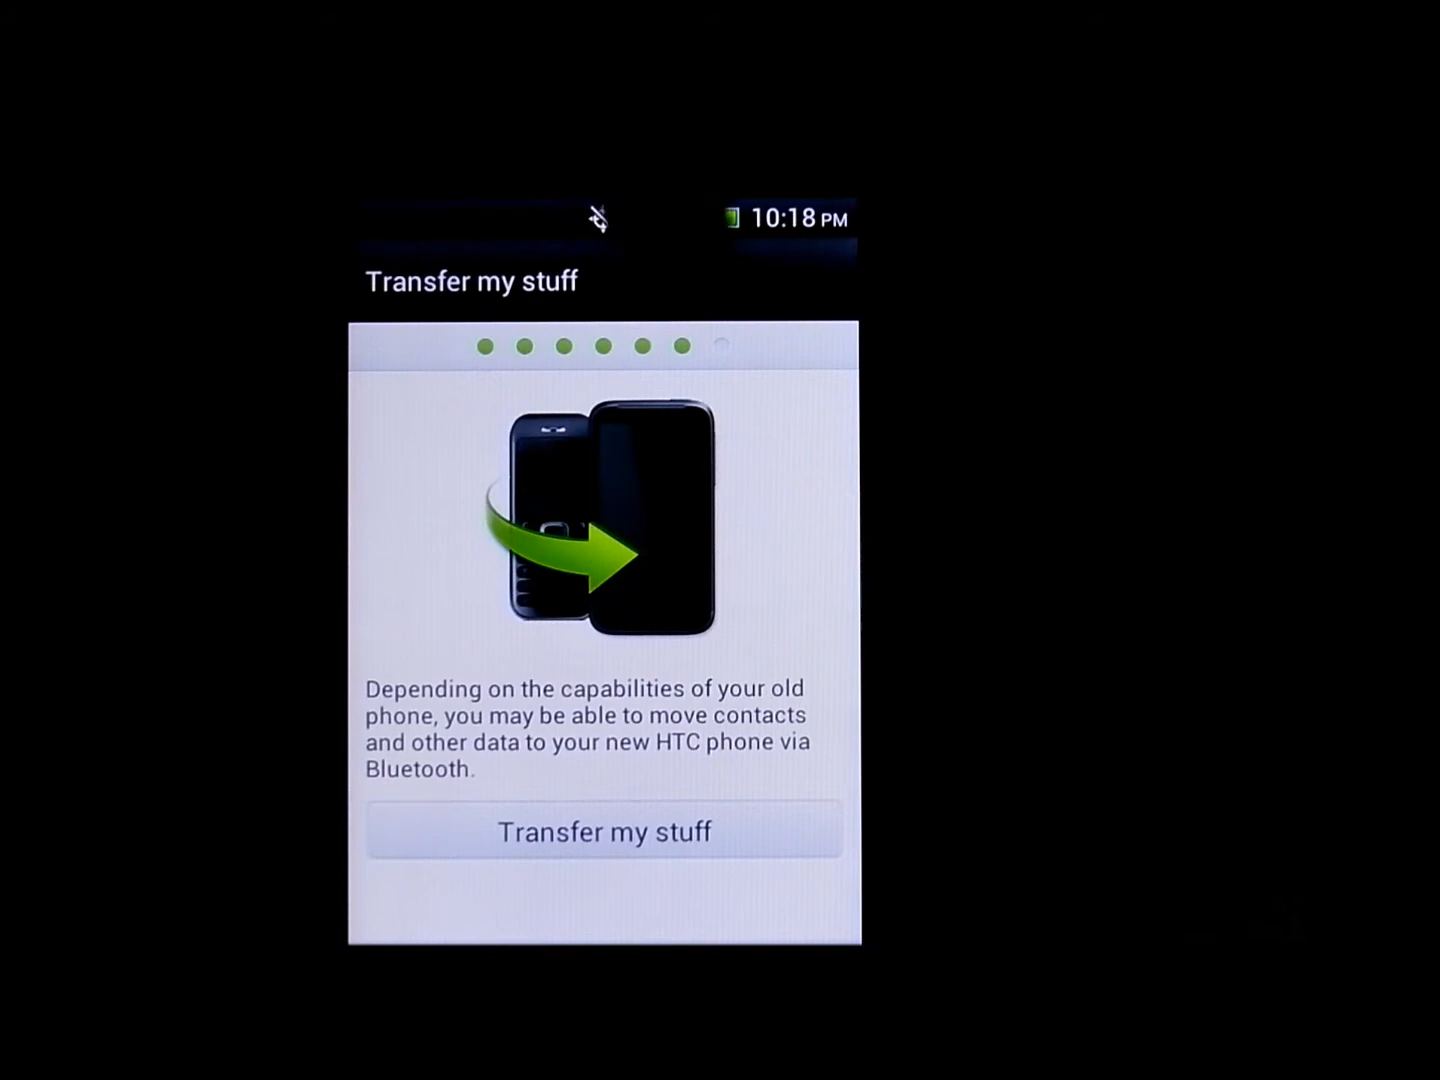 10:18 PM
Transfer my stuff
Depending on the capabilities of your old
phone, you may be able to move contacts
and other data to your new HTC phone via
Bluetooth.
Transfer my stuff